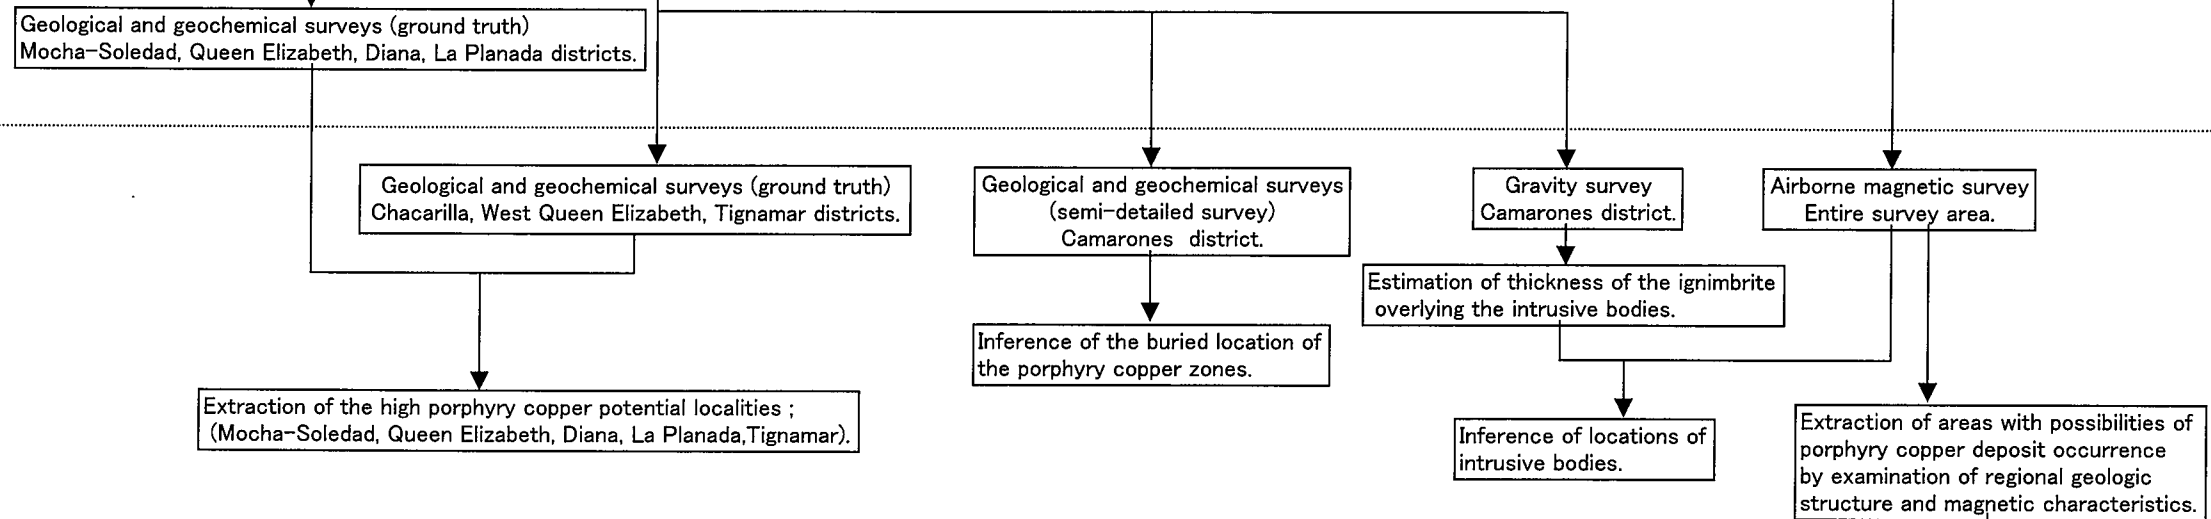 Geological and geochemical surveys (ground truth)
Mocha-Soledad, Queen Elizabeth, Diana, La Planada districts.
Geological and geochemical surveys (ground truth)
Chacarilla, West Queen Elizabeth, Tignamar districts.
Geological and geochemical surveys
(semi-detailed survey)
Camarones district.
Gravity survey
Camarones district.
Airborne magnetic survey
Entire survey area.
Estimation of thickness of the ignimbrite
overlying the intrusive bodies.
Inference of the buried location of
the porphyry copper zones.
Extraction of the high porphyry copper potential localities ;
(Mocha-Soledad, Queen Elizabeth, Diana, La Planada,Tignamar).
Inference of locations of
intrusive bodies.
Extraction of areas with possibilities of
porphyry copper deposit occurrence
by examination of regional geologic
structure and magnetic characteristics.